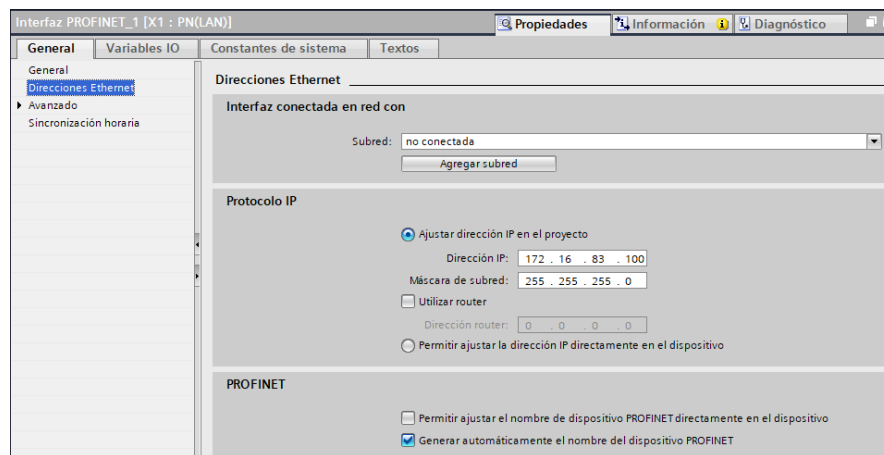 Interfaz PROFINET_1 [X1 : PN(LAN)]
Propiedades Información Diagnóstico
General Variables IO Constantes de sistema Textos
General
Direcciones Ethernet
Avanzado
Sincronización horaria
Direcciones Ethernet
Interfaz conectada en red con
Subred: no conectada
Agregar subred
Protocolo IP
Ajustar dirección IP en el proyecto
Dirección IP: 172 . 16 . 83 . 100
Máscara de subred: 255 . 255 . 255 . 0
Utilizar router
Dirección router: 0 . 0 . 0 . 0
Permitir ajustar la dirección IP directamente en el dispositivo
PROFINET
Permitir ajustar el nombre de dispositivo PROFINET directamente en el dispositivo
Generar automáticamente el nombre del dispositivo PROFINET